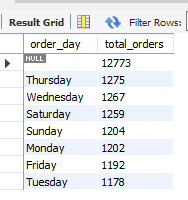 Result Grid Filter Rows:
order_day total_orders
NULL 12773
Thursday 1275
Wednesday 1267
Saturday 1259
Sunday 1204
Monday 1202
Friday 1192
Tuesday 1178